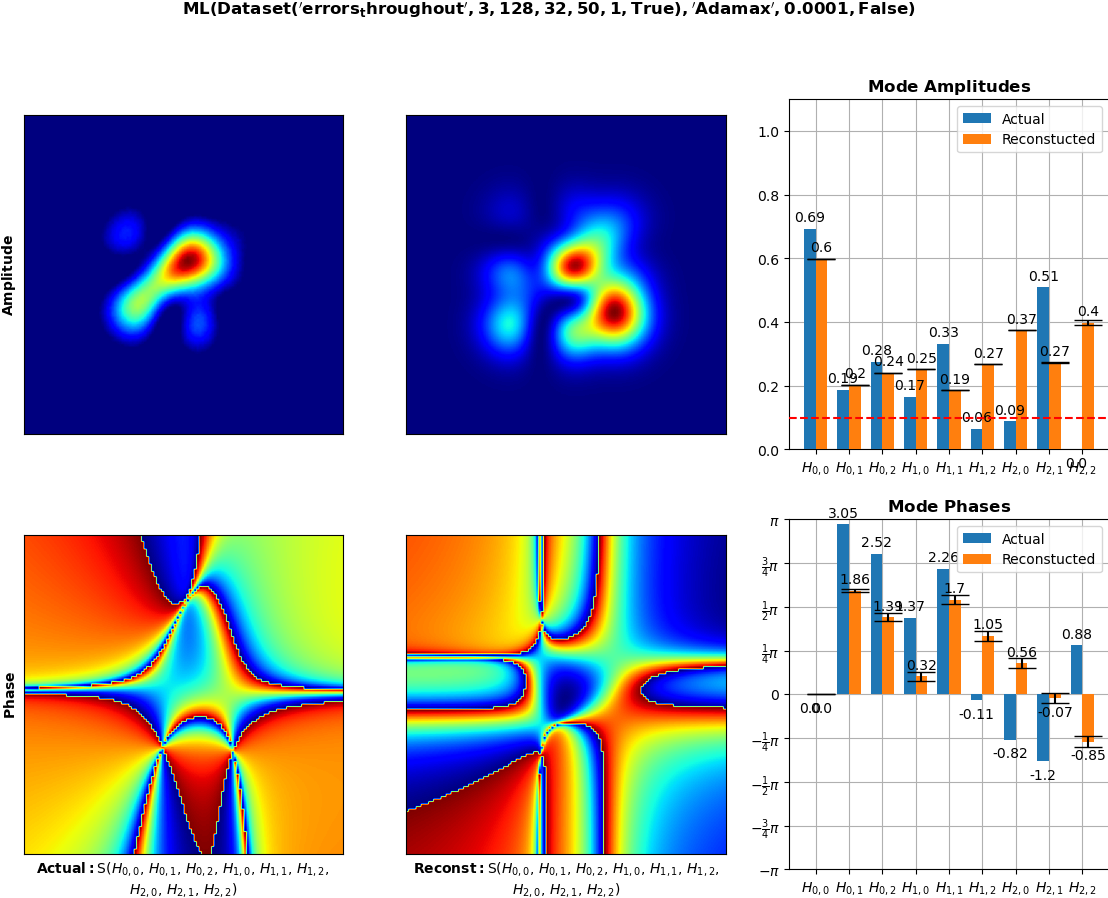 ML(Dataset('errors_throughout', 3, 128, 32, 50, 1, True), 'Adamax', 0.0001, False)
Amplitude
Mode Amplitudes
Actual
Reconstucted
1.0
0.8
0.6
0.4
0.2
0.0
0.69
0.6
0.19
0.2
0.28
0.24
0.17
0.25
0.33
0.19
0.06
0.27
0.09
0.37
0.51
0.27
0.0
0.4
H0,0 H0,1 H0,2 H1,0 H1,1 H1,2 H2,0 H2,1 H2,2
Phase
Actual: S(H0,0, H0,1, H0,2, H1,0, H1,1, H1,2,
H2,0, H2,1, H2,2)
Reconst: S(H0,0, H0,1, H0,2, H1,0, H1,1, H1,2,
H2,0, H2,1, H2,2)
Mode Phases
Actual
Reconstucted
π
3/4π
1/2π
1/4π
0
−1/4π
−1/2π
−3/4π
−π
0.0
0.0
3.05
1.86
2.52
1.39
1.37
0.32
2.26
1.7
-0.11
1.05
-0.82
0.56
-1.2
-0.07
0.88
-0.85
H0,0 H0,1 H0,2 H1,0 H1,1 H1,2 H2,0 H2,1 H2,2